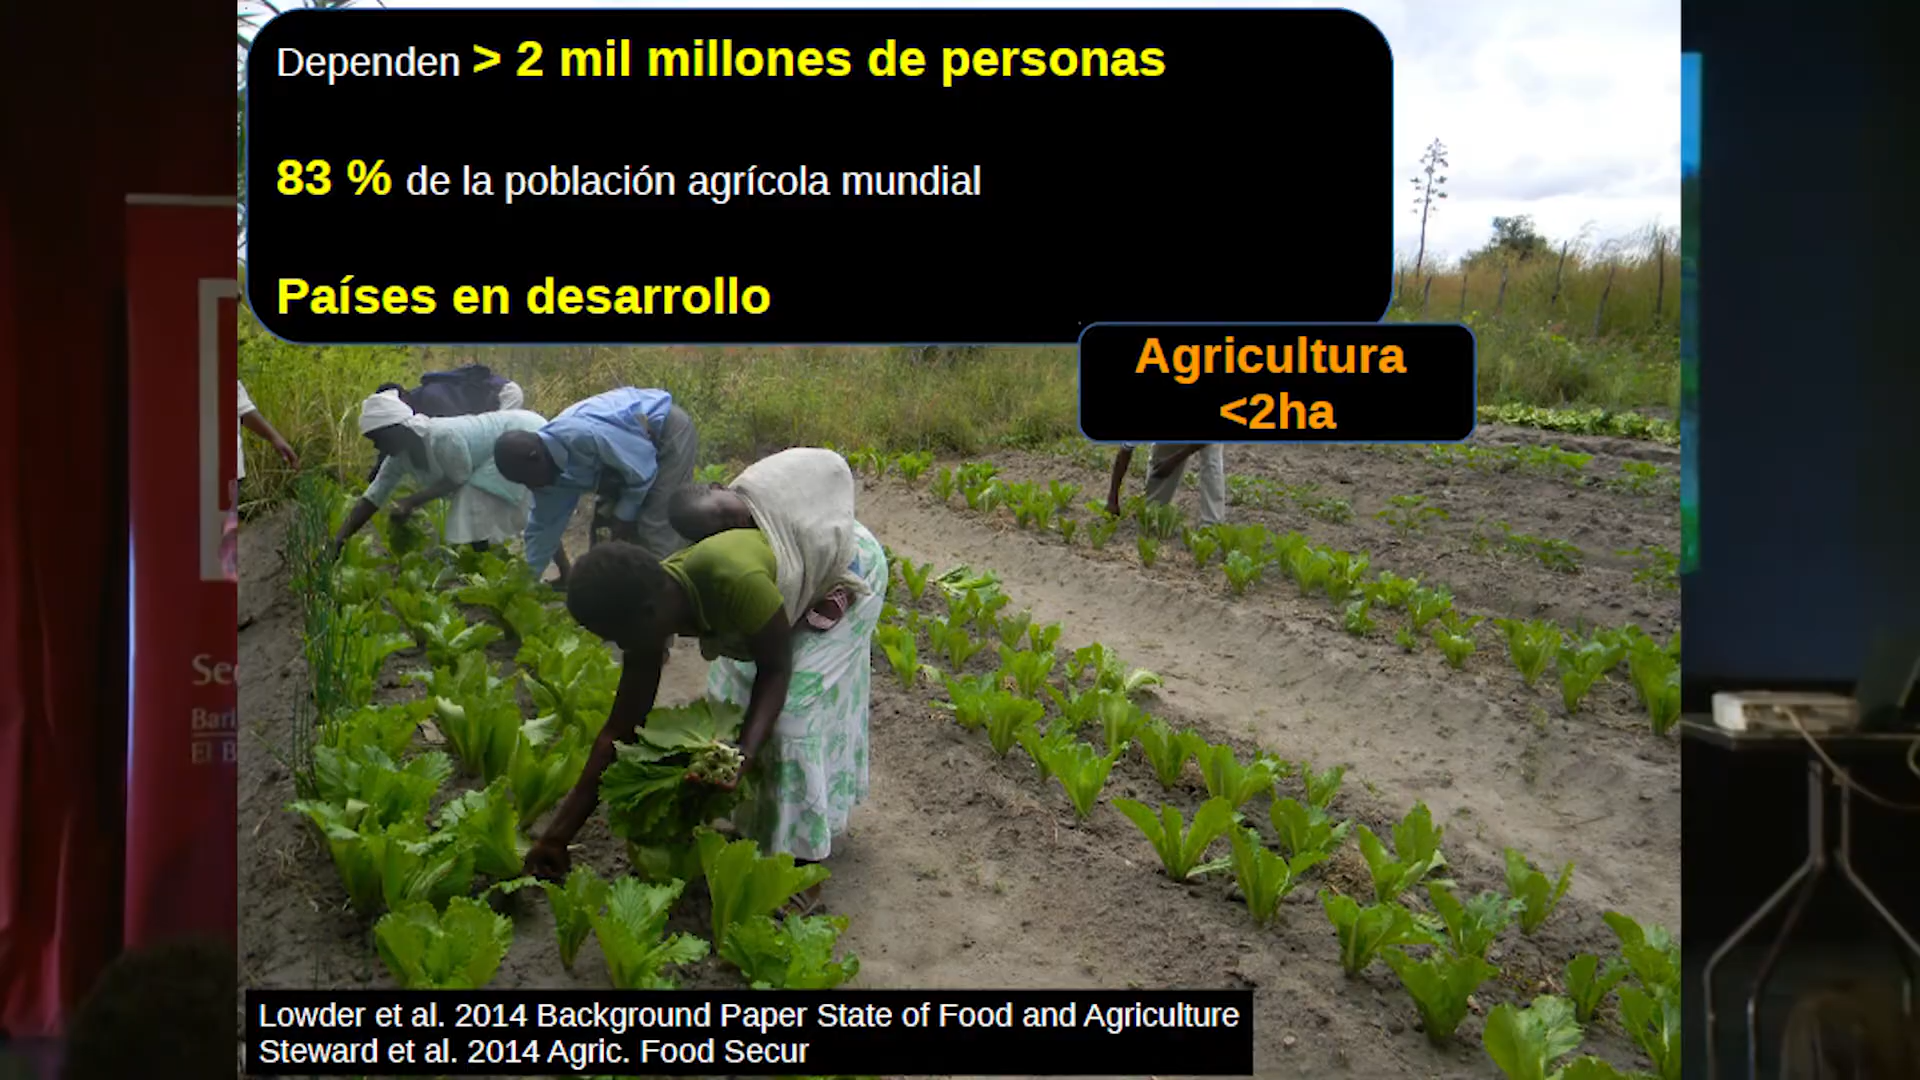 Dependen > 2 mil millones de personas
83 % de la población agrícola mundial
Países en desarrollo
Agricultura
<2ha
Lowder et al. 2014 Background Paper State of Food and Agriculture
Steward et al. 2014 Agric. Food Secur